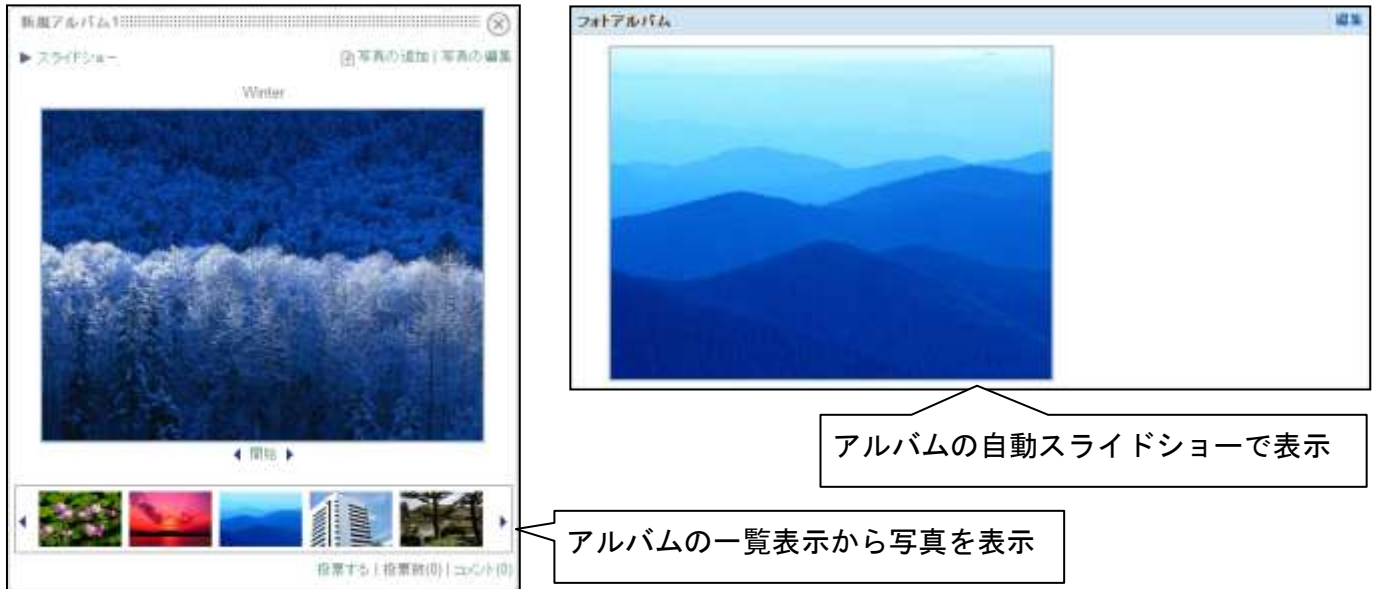 新規アルバム1
▶ スライドショー
写真の追加 | 写真の編集
Winter
◀ 開始 ▶
投票する | 投票数(0) | コメント(0)
フォトアルバム
編集
アルバムの自動スライドショーで表示
アルバムの一覧表示から写真を表示